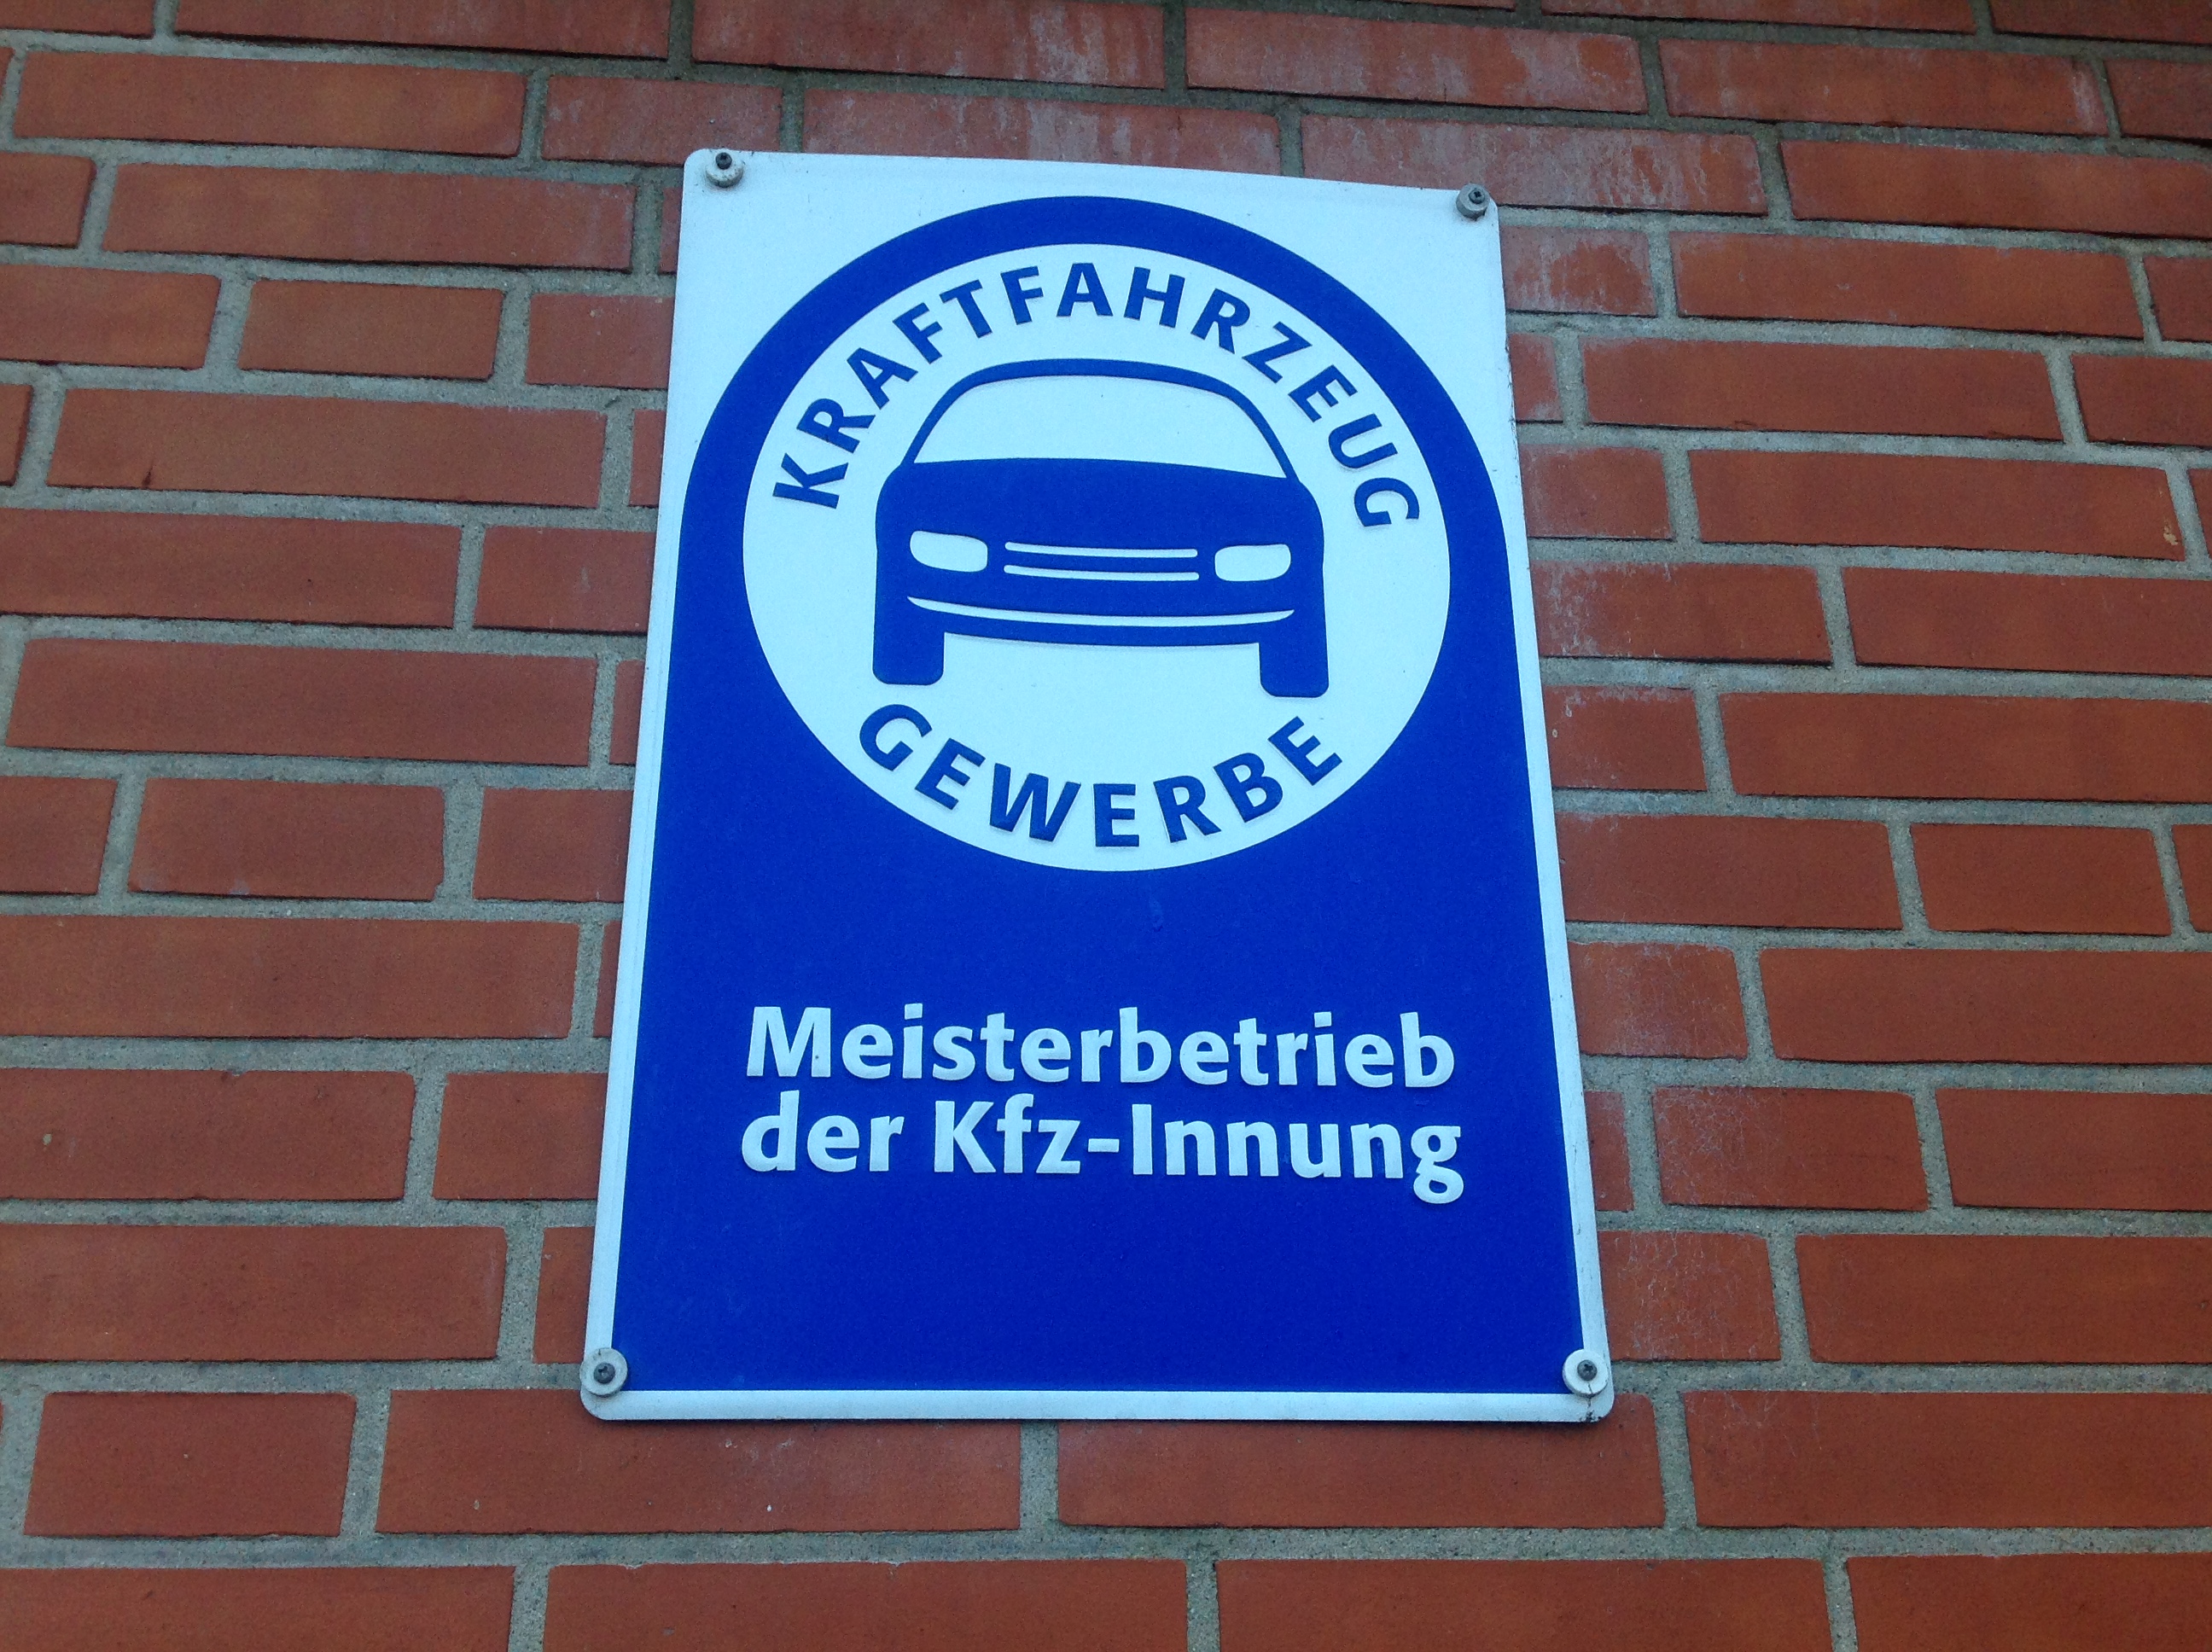 KRAFTFAHRZEUG
GEWERBE
Meisterbetrieb
der Kfz-Innung